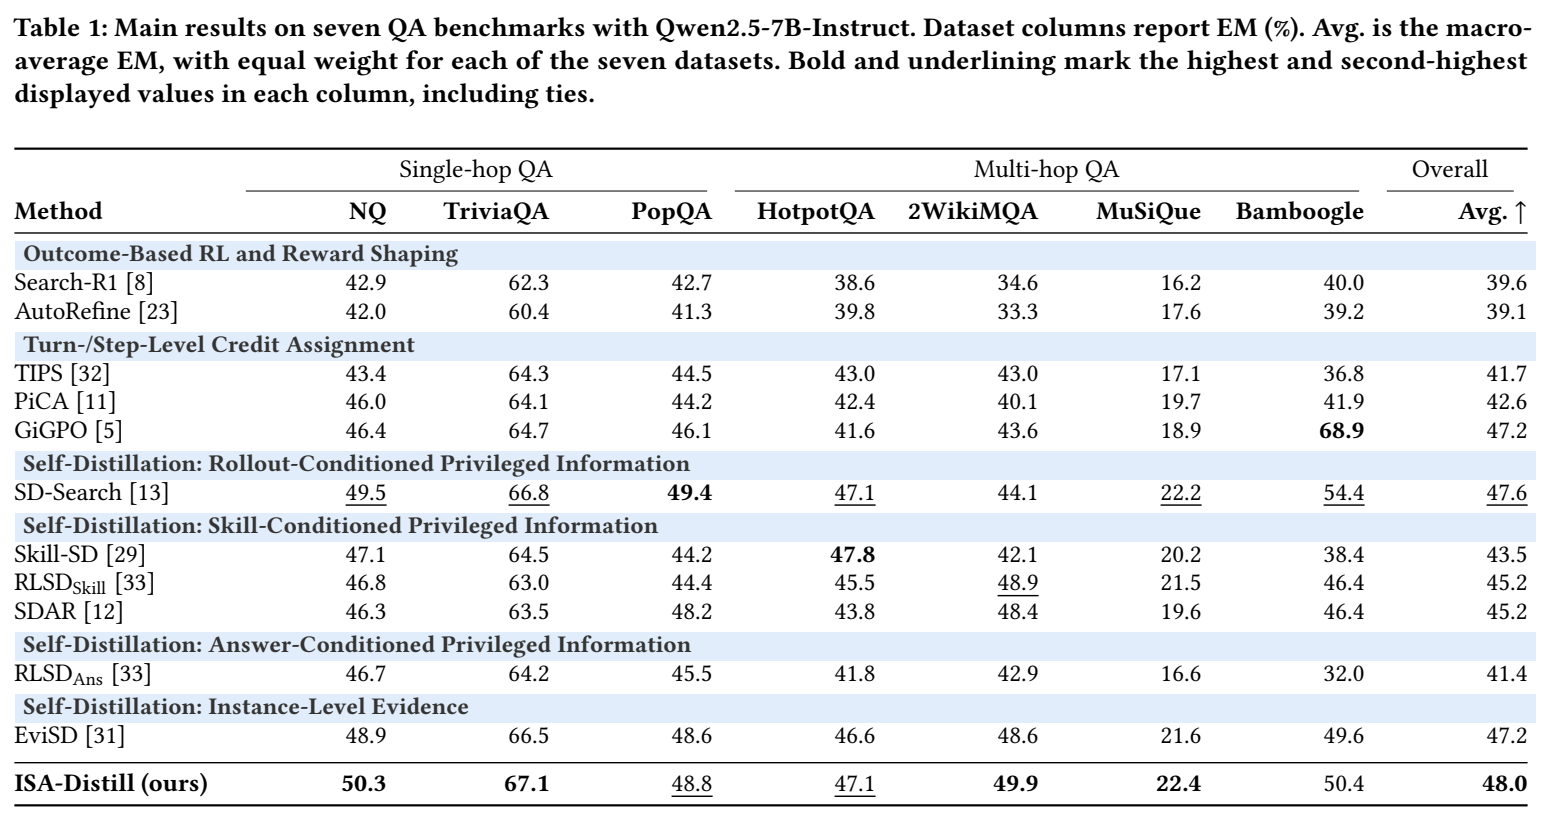 Table 1: Main results on seven QA benchmarks with Qwen2.5-7B-Instruct. Dataset columns report EM (%). Avg. is the macro-
average EM, with equal weight for each of the seven datasets. Bold and underlining mark the highest and second-highest
displayed values in each column, including ties.
Single-hop QA Multi-hop QA Overall
Method NQ TriviaQA PopQA HotpotQA 2WikiMQA MuSiQue Bamboogle Avg. ↑
Outcome-Based RL and Reward Shaping
Search-R1 [8] 42.9 62.3 42.7 38.6 34.6 16.2 40.0 39.6
AutoRefine [23] 42.0 60.4 41.3 39.8 33.3 17.6 39.2 39.1
Turn-/Step-Level Credit Assignment
TIPS [32] 43.4 64.3 44.5 43.0 43.0 17.1 36.8 41.7
PiCA [11] 46.0 64.1 44.2 42.4 40.1 19.7 41.9 42.6
GiGPO [5] 46.4 64.7 46.1 41.6 43.6 18.9 68.9 47.2
Self-Distillation: Rollout-Conditioned Privileged Information
SD-Search [13] 49.5 66.8 49.4 47.1 44.1 22.2 54.4 47.6
Self-Distillation: Skill-Conditioned Privileged Information
Skill-SD [29] 47.1 64.5 44.2 47.8 42.1 20.2 38.4 43.5
RLSDSkill [33] 46.8 63.0 44.4 45.5 48.9 21.5 46.4 45.2
SDAR [12] 46.3 63.5 48.2 43.8 48.4 19.6 46.4 45.2
Self-Distillation: Answer-Conditioned Privileged Information
RLSDAns [33] 46.7 64.2 45.5 41.8 42.9 16.6 32.0 41.4
Self-Distillation: Instance-Level Evidence
EviSD [31] 48.9 66.5 48.6 46.6 48.6 21.6 49.6 47.2
ISA-Distill (ours) 50.3 67.1 48.8 47.1 49.9 22.4 50.4 48.0